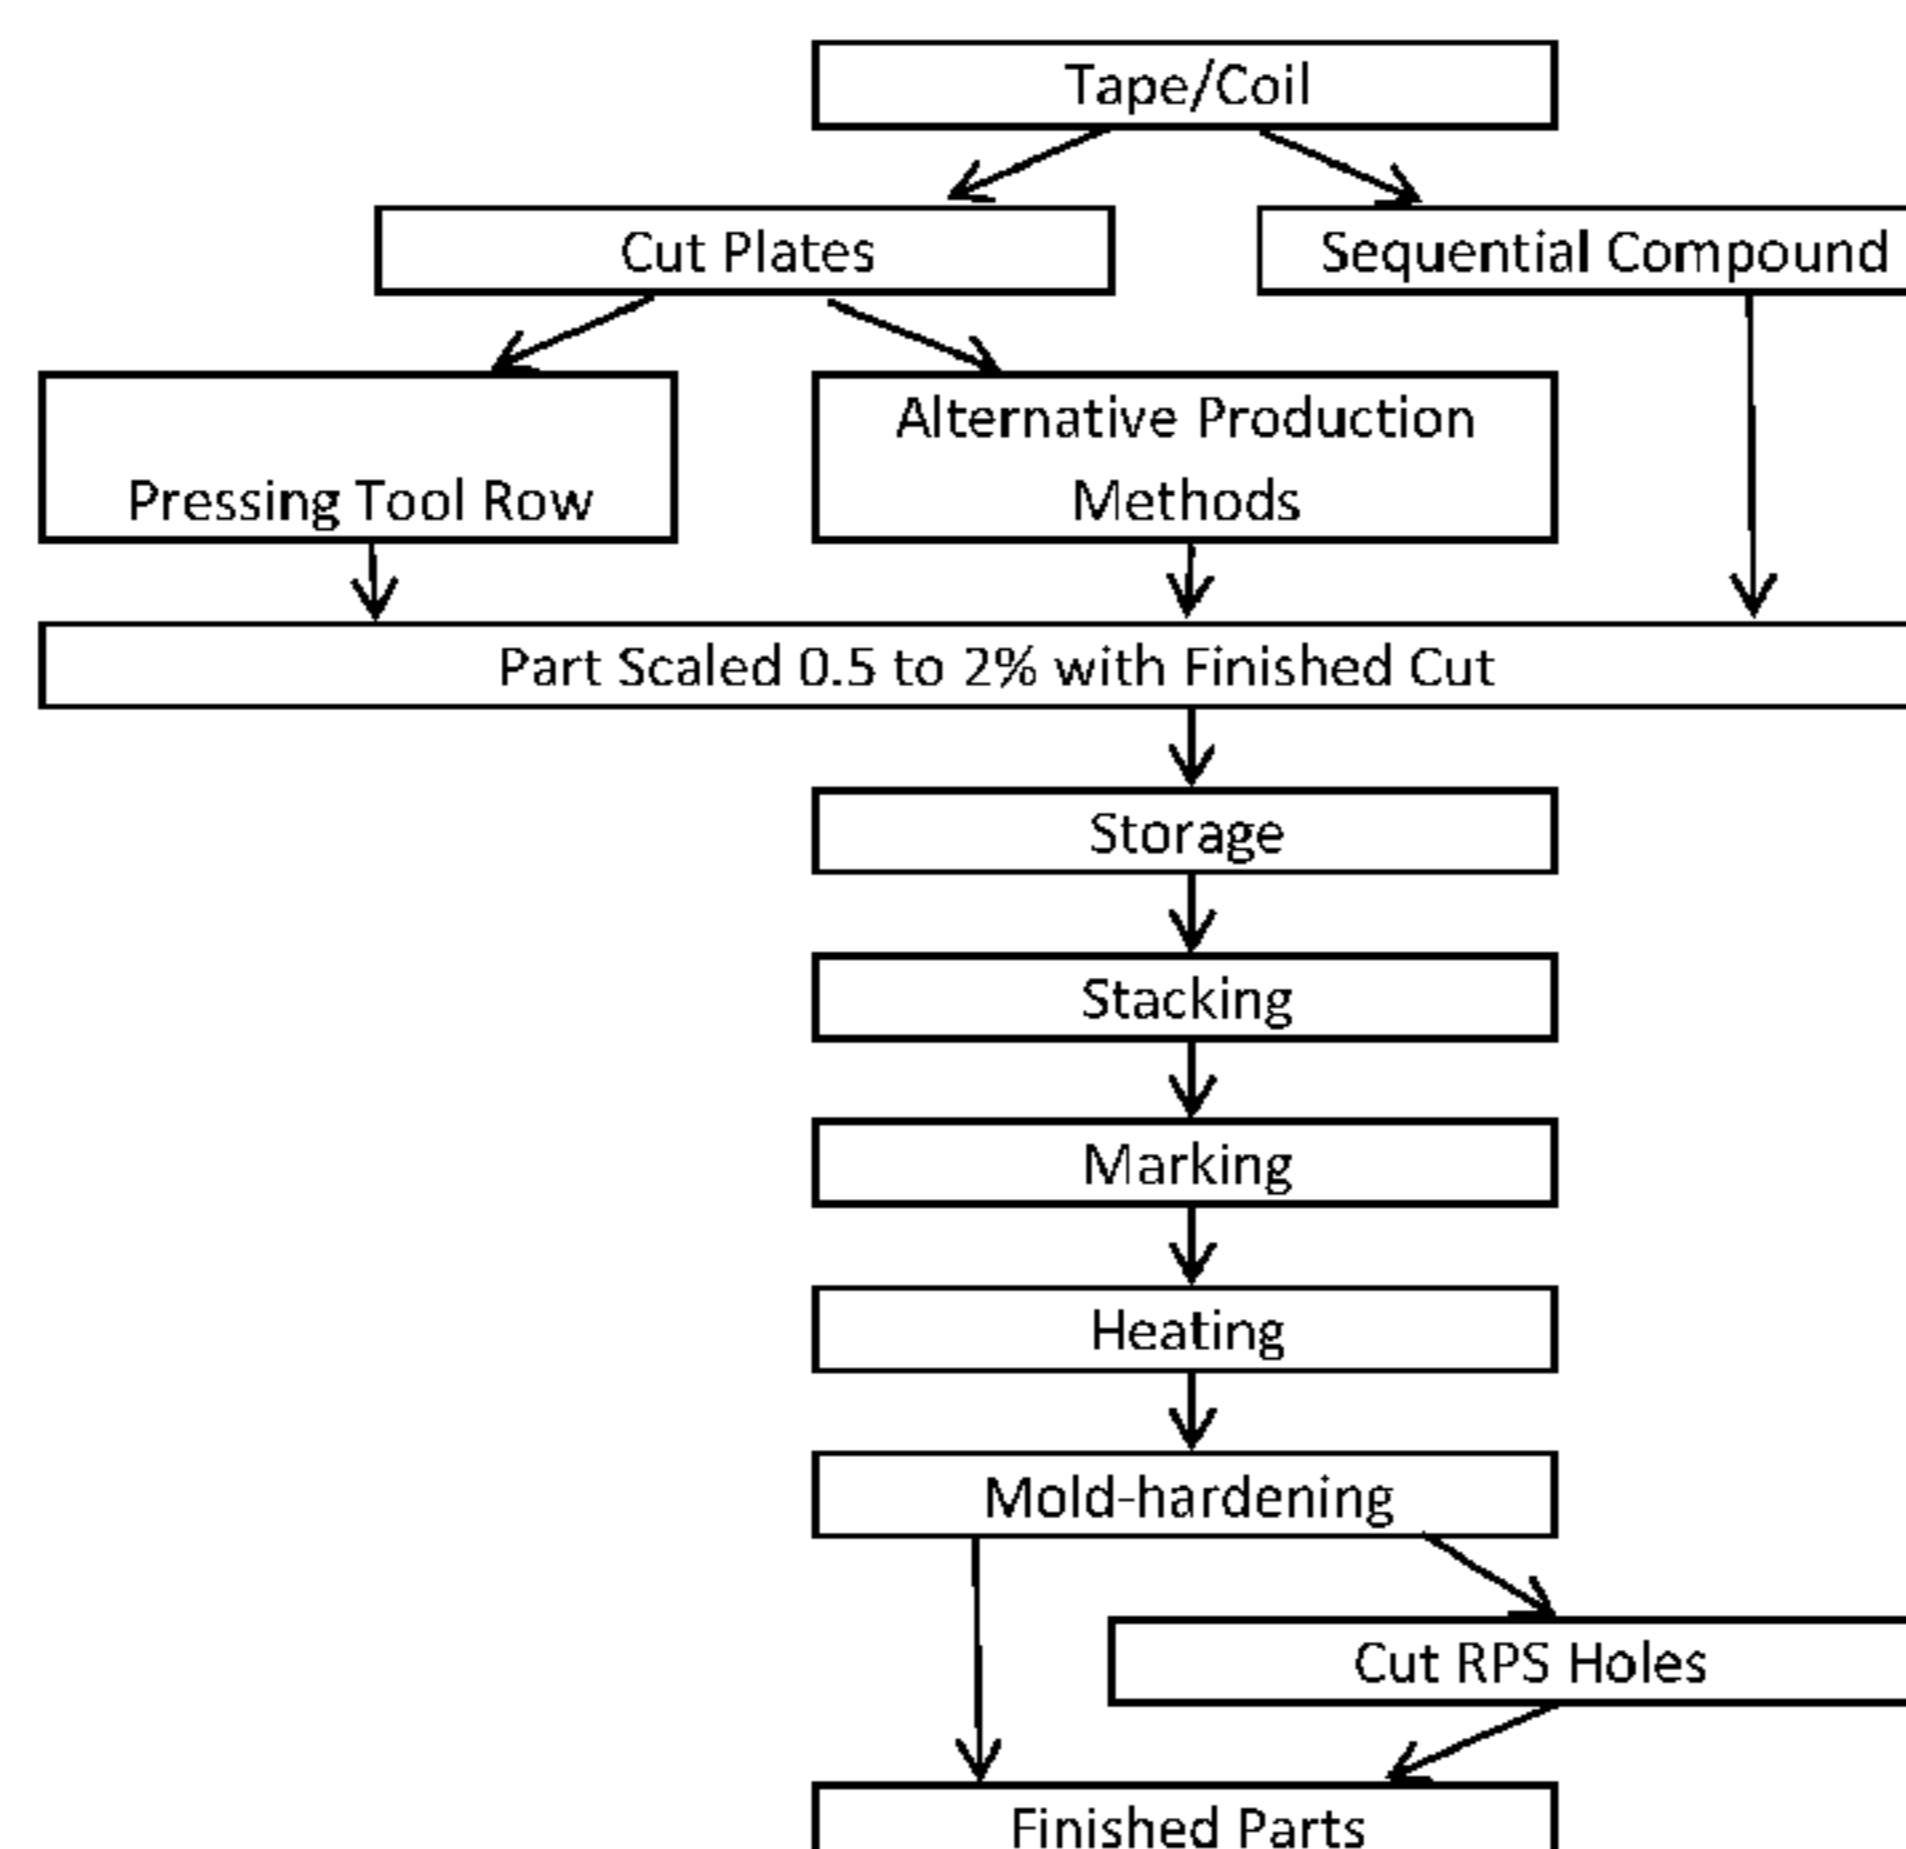 Tape/Coil
Cut Plates
Sequential Compound
Pressing Tool Row
Alternative Production
Methods
Part Scaled 0.5 to 2% with Finished Cut
Storage
Stacking
Marking
Heating
Mold-hardening
Cut RPS Holes
Finished Parts